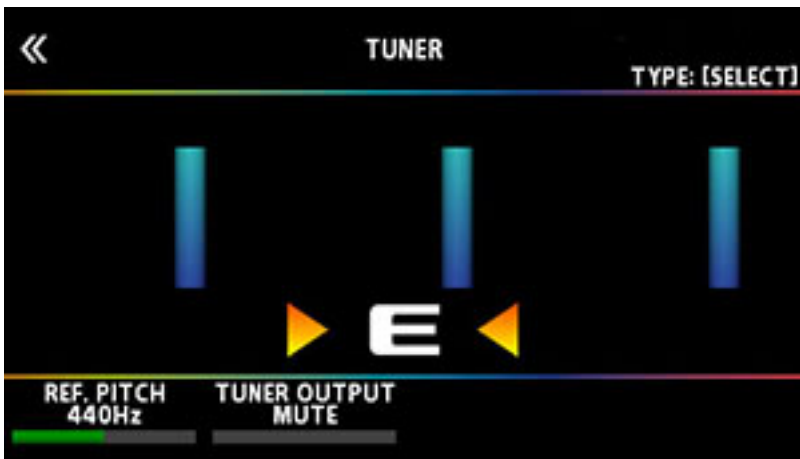 TUNER
TYPE: [SELECT]
E
REF. PITCH
440Hz
TUNER OUTPUT
MUTE